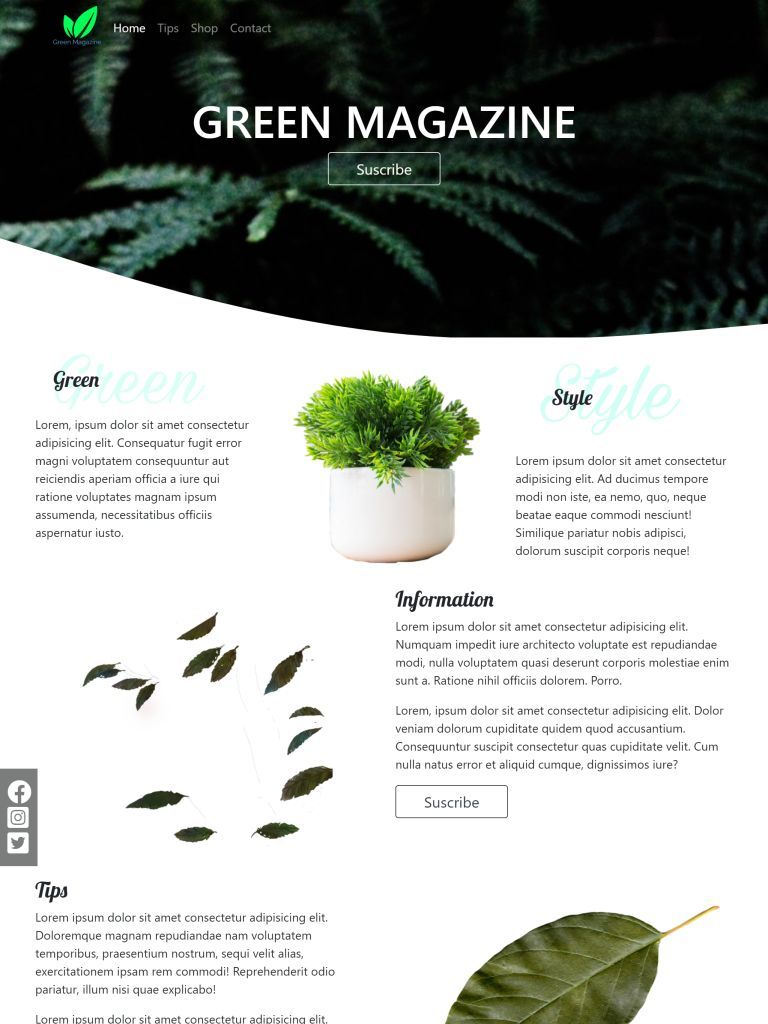 Green Magazine
Home Tips Shop Contact
GREEN MAGAZINE
Suscribe
Green
Green
Lorem, ipsum dolor sit amet consectetur
adipisicing elit. Consequatur fugit error
magni voluptatem consequuntur aut
reiciendis aperiam officia a iure qui
ratione voluptates magnam ipsum
assumenda, necessitatibus officiis
aspernatur iusto.
Style
Style
Lorem ipsum dolor sit amet consectetur
adipisicing elit. Ad ducimus tempore
modi non iste, ea nemo, quo, neque
beatae eaque commodi nesciunt!
Similique pariatur nobis adipisci,
dolorum suscipit corporis neque!
Information
Lorem ipsum dolor sit amet consectetur adipisicing elit.
Numquam impedit iure architecto voluptate est repudiandae
modi, nulla voluptatem quasi deserunt corporis molestiae enim
sunt a. Ratione nihil officiis dolorem. Porro.
Lorem, ipsum dolor sit amet consectetur adipisicing elit. Dolor
veniam dolorum cupiditate quidem quod accusantium.
Consequuntur suscipit consectetur quas cupiditate velit. Cum
nulla natus error et aliquid cumque, dignissimos iure?
Suscribe
Tips
Lorem ipsum dolor sit amet consectetur adipisicing elit.
Doloremque magnam repudiandae nam voluptatem
temporibus, praesentium nostrum, sequi velit alias,
exercitationem ipsam rem commodi! Reprehenderit odio
pariatur, illum nisi quae explicabo!
Lorem ipsum dolor sit amet consectetur adipisicing elit.